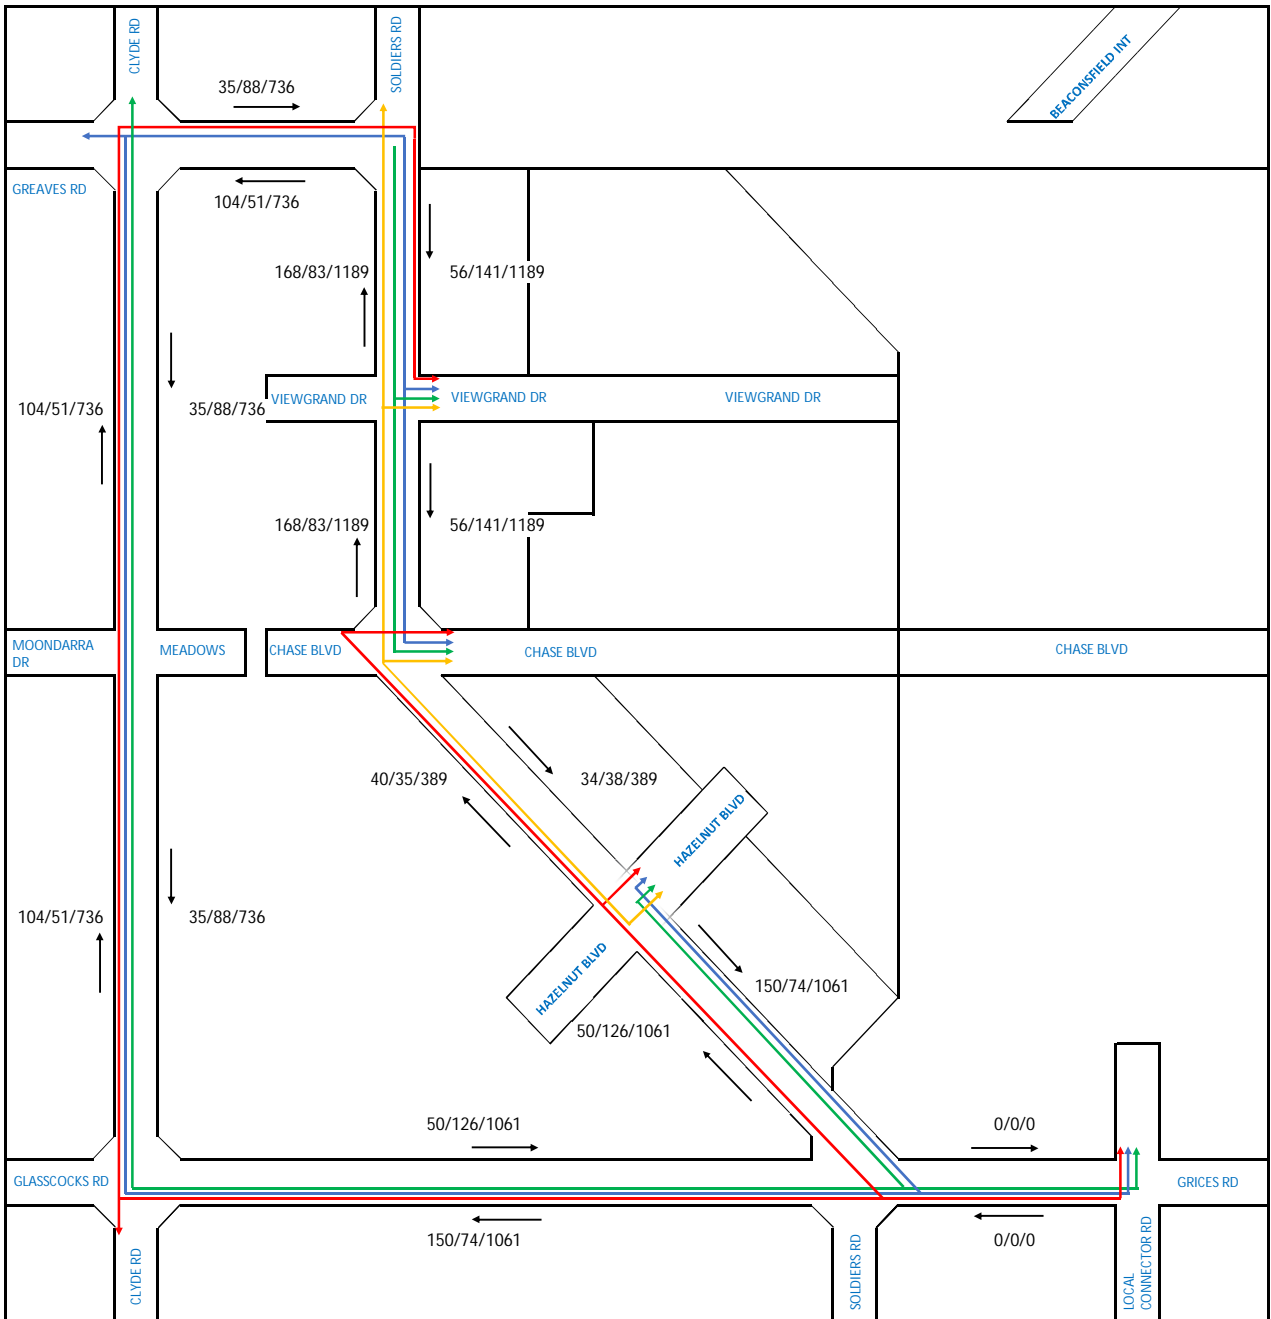 CLYDE RD
SOLDIERS RD
BEACONSFIELD INT
35/88/736
GREAVES RD
104/51/736
168/83/1189
56/141/1189
104/51/736
35/88/736
VIEWGRAND DR
VIEWGRAND DR
VIEWGRAND DR
168/83/1189
56/141/1189
MOONDARRA
DR
MEADOWS
CHASE BLVD
CHASE BLVD
CHASE BLVD
40/35/389
34/38/389
HAZELNUT BLVD
104/51/736
35/88/736
HAZELNUT BLVD
150/74/1061
50/126/1061
50/126/1061
0/0/0
GLASSCOCKS RD
GRICES RD
150/74/1061
0/0/0
CLYDE RD
SOLDIERS RD
LOCAL
CONNECTOR RD